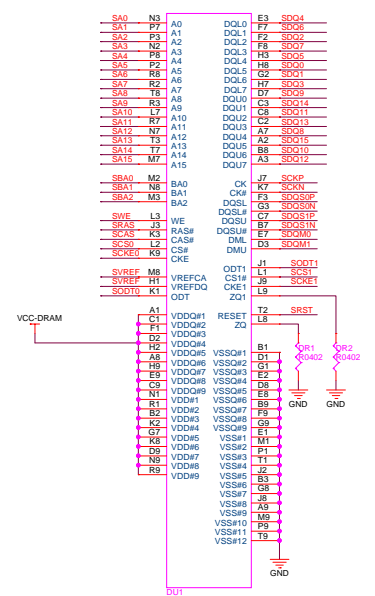 SA0 N3 A0 DQL0 E3 SDQ4
SA1 P7 A1 DQL1 F7 SDQ6
SA2 P3 A2 DQL2 F2 SDQ2
SA3 N2 A3 DQL3 F8 SDQ7
SA4 P8 A4 DQL4 H3 SDQ5
SA5 P2 A5 DQL5 H8 SDQ0
SA6 R8 A6 DQL6 G2 SDQ1
SA7 R2 A7 DQL7 H7 SDQ3
SA8 T8 A8 DQU0 D7 SDQ9
SA9 R3 A9 DQU1 C3 SDQ14
SA10 L7 A10 DQU2 C8 SDQ11
SA11 R7 A11 DQU3 C2 SDQ13
SA12 N7 A12 DQU4 A7 SDQ8
SA13 T3 A13 DQU5 A2 SDQ15
SA14 T7 A14 DQU6 B8 SDQ10
SA15 M7 A15 DQU7 A3 SDQ12
SBA0 M2 BA0 CK J7 SCKP
SBA1 N8 BA1 CK# K7 SCKN
SBA2 M3 BA2 DQSL F3 SDQS0P
DQSL# G3 SDQS0N
SWE L3 WE DQSU C7 SDQS1P
SRAS J3 RAS# DQSU# B7 SDQS1N
SCAS K3 CAS# DML E7 SDQM0
SCS0 L2 CS# DMU D3 SDQM1
SCKE0 K9 CKE
ODT1 J1 SODT1
SVREF M8 VREFCA CS1# L1 SCS1
SVREF H1 VREFDQ CKE1 J9 SCKE1
SODT0 K1 ODT ZQ1 L9
A1 VDDQ#1 RESET T2 SRST
VCC-DRAM C1 VDDQ#2 ZQ L8
F1 VDDQ#3
D2 VDDQ#4
H2 VDDQ#5 VSSQ#1 B1 DR1 DR2
A8 VDDQ#6 VSSQ#2 D1 R0402 R0402
H9 VDDQ#7 VSSQ#3 G1
E9 VDDQ#8 VSSQ#4 E2
C9 VDDQ#9 VSSQ#5 D8
N1 VDD#1 VSSQ#6 E8
R1 VDD#2 VSSQ#7 B9 GND GND
B2 VDD#3 VSSQ#8 F9
K2 VDD#4 VSSQ#9 G9
G7 VDD#5 VSS#1 E1
K8 VDD#6 VSS#2 M1
D9 VDD#7 VSS#3 P1
N9 VDD#8 VSS#4 T1
R9 VDD#9 VSS#5 J2
VSS#6 B3
VSS#7 G8
VSS#8 J8
VSS#9 A9
VSS#10 M9
VSS#11 P9
VSS#12 T9
GND
DU1